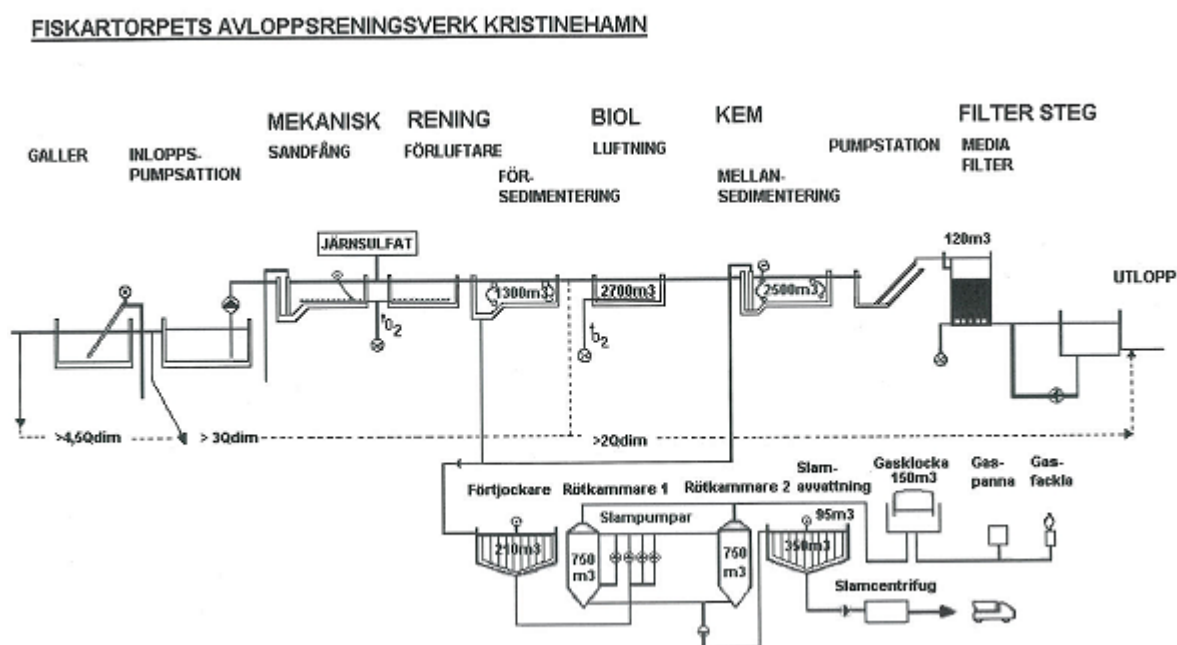 FISKARTORPETS AVLOPPSRENINGSVERK KRISTINEHAMN
MEKANISK RENING BIOL KEM FILTER STEG
GALLER
INLOPPS-
PUMPSATTION
SANDFÅNG
FÖRLUFTARE
FÖR-
SEDIMENTERING
LUFTNING
MELLAN-
SEDIMENTERING
PUMPSTATION
MEDIA
FILTER
JÄRNSULFAT
120m3
1300m3
2700m3
2500m3
UTLOPP
O2
O2
>4,5Qdim
> 3Qdim
>2Qdim
Förtjockare
Rötkammare 1
Rötkammare 2
Slam-
avvattning
Gasklocka
150m3
Gas-
panna
Gas-
fackla
Slampumpar
95m3
210m3
750
m3
750
m3
350m3
Slamcentrifug